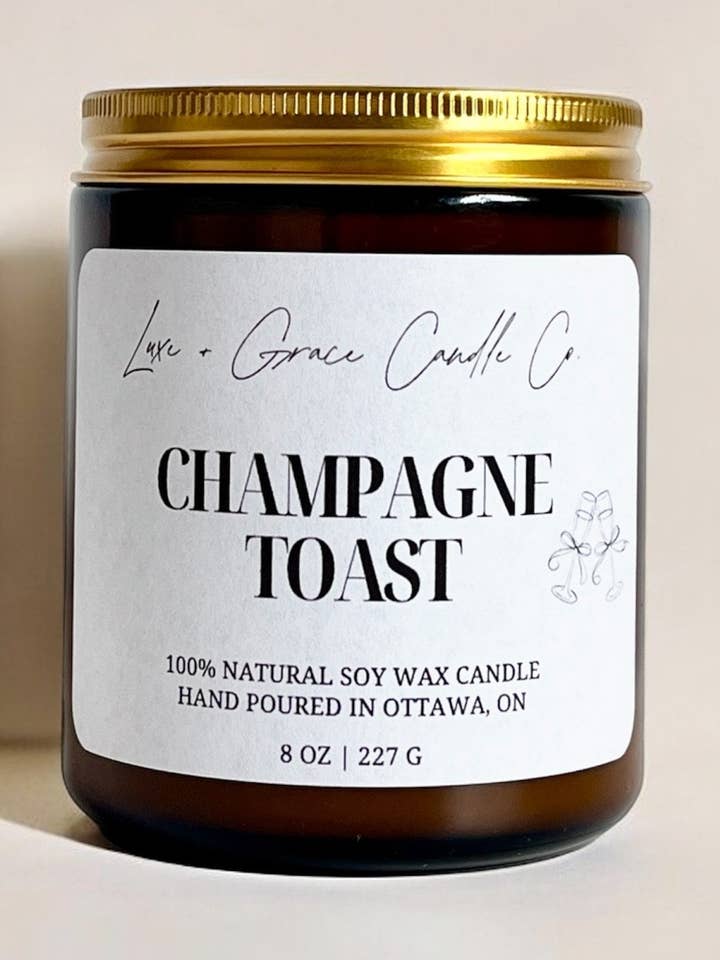 Luxe + Grace Candle Co.
CHAMPAGNE
TOAST
100% NATURAL SOY WAX CANDLE
HAND POURED IN OTTAWA, ON
8 OZ | 227 G